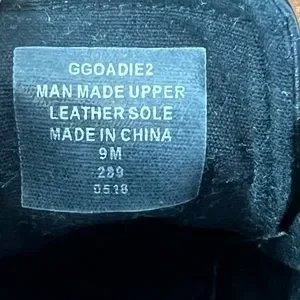 GGOADIE2
MAN MADE UPPER
LEATHER SOLE
MADE IN CHINA
9M
289
0518